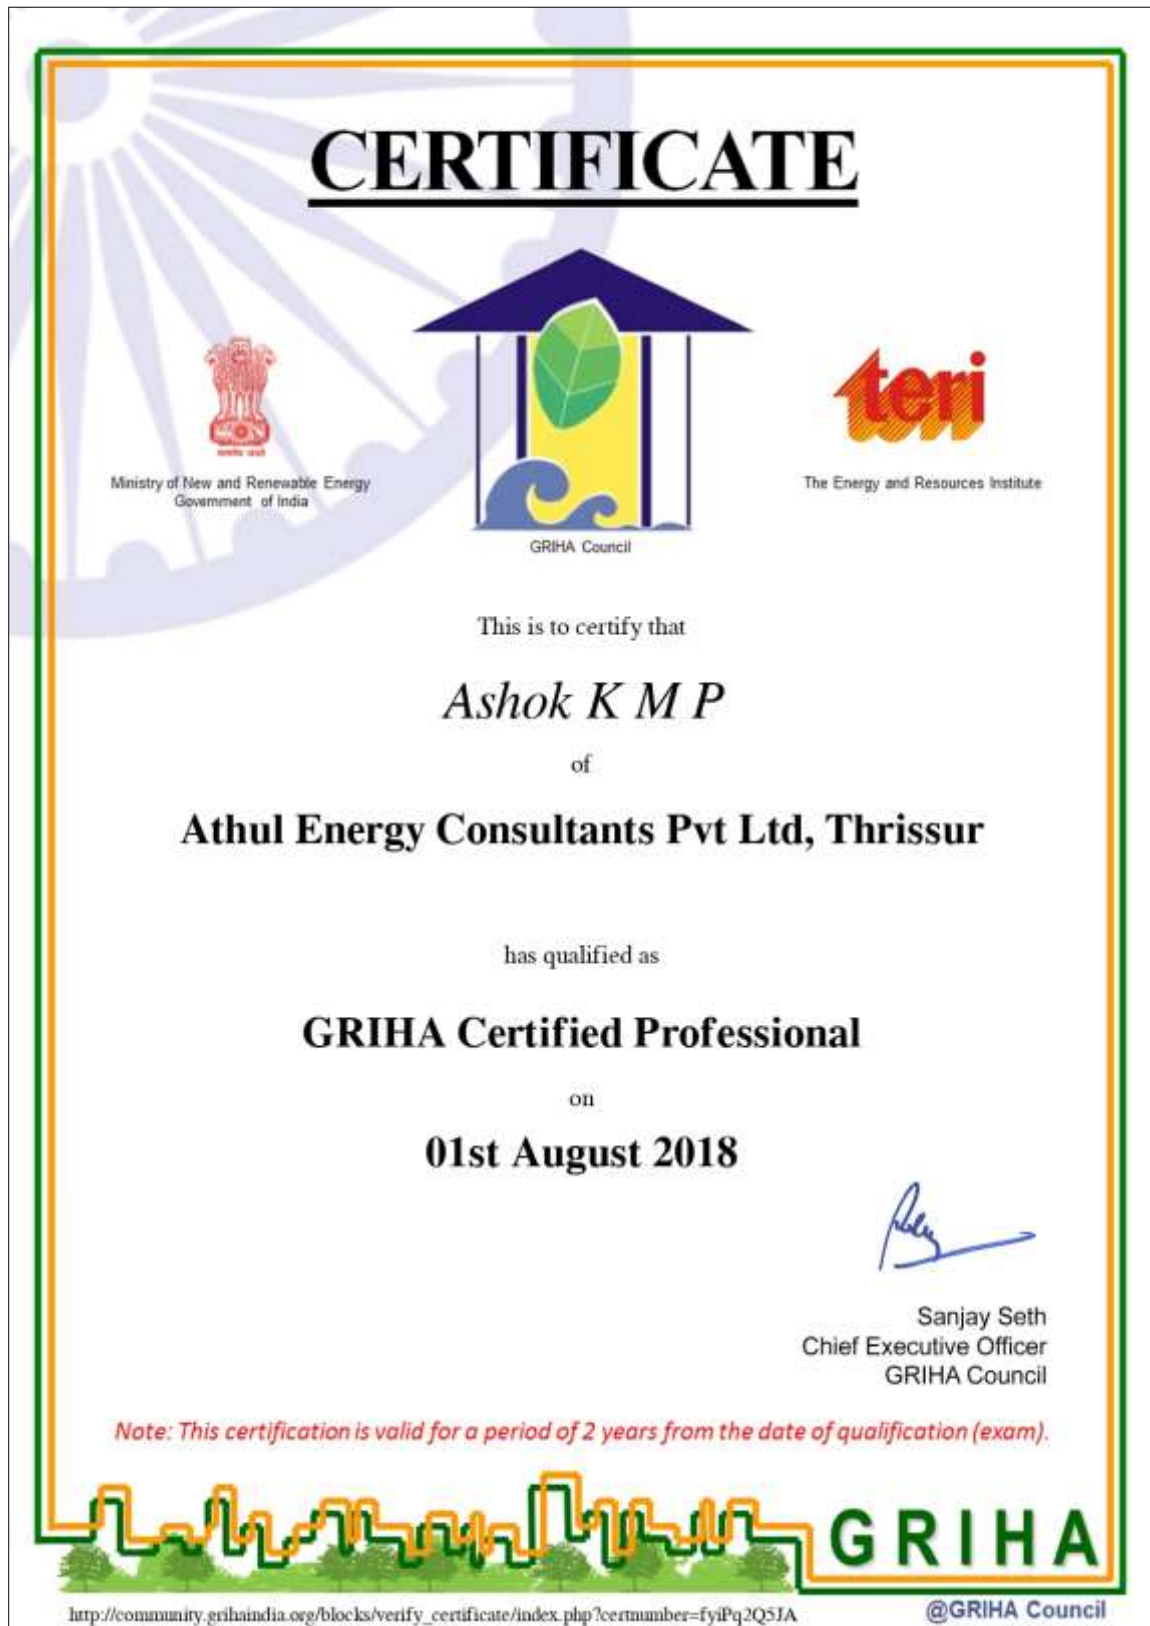 CERTIFICATE
Ministry of New and Renewable Energy
Government of India
teri
The Energy and Resources Institute
GRIHA Council
This is to certify that
Ashok K M P
of
Athul Energy Consultants Pvt Ltd, Thrissur
has qualified as
GRIHA Certified Professional
on
01st August 2018
Sanjay Seth
Chief Executive Officer
GRIHA Council
Note: This certification is valid for a period of 2 years from the date of qualification (exam).
GRIHA
http://community.grihaindia.org/blocks/verify_certificate/index.php?certnumber=fyiPq2Q5JA
@GRIHA Council